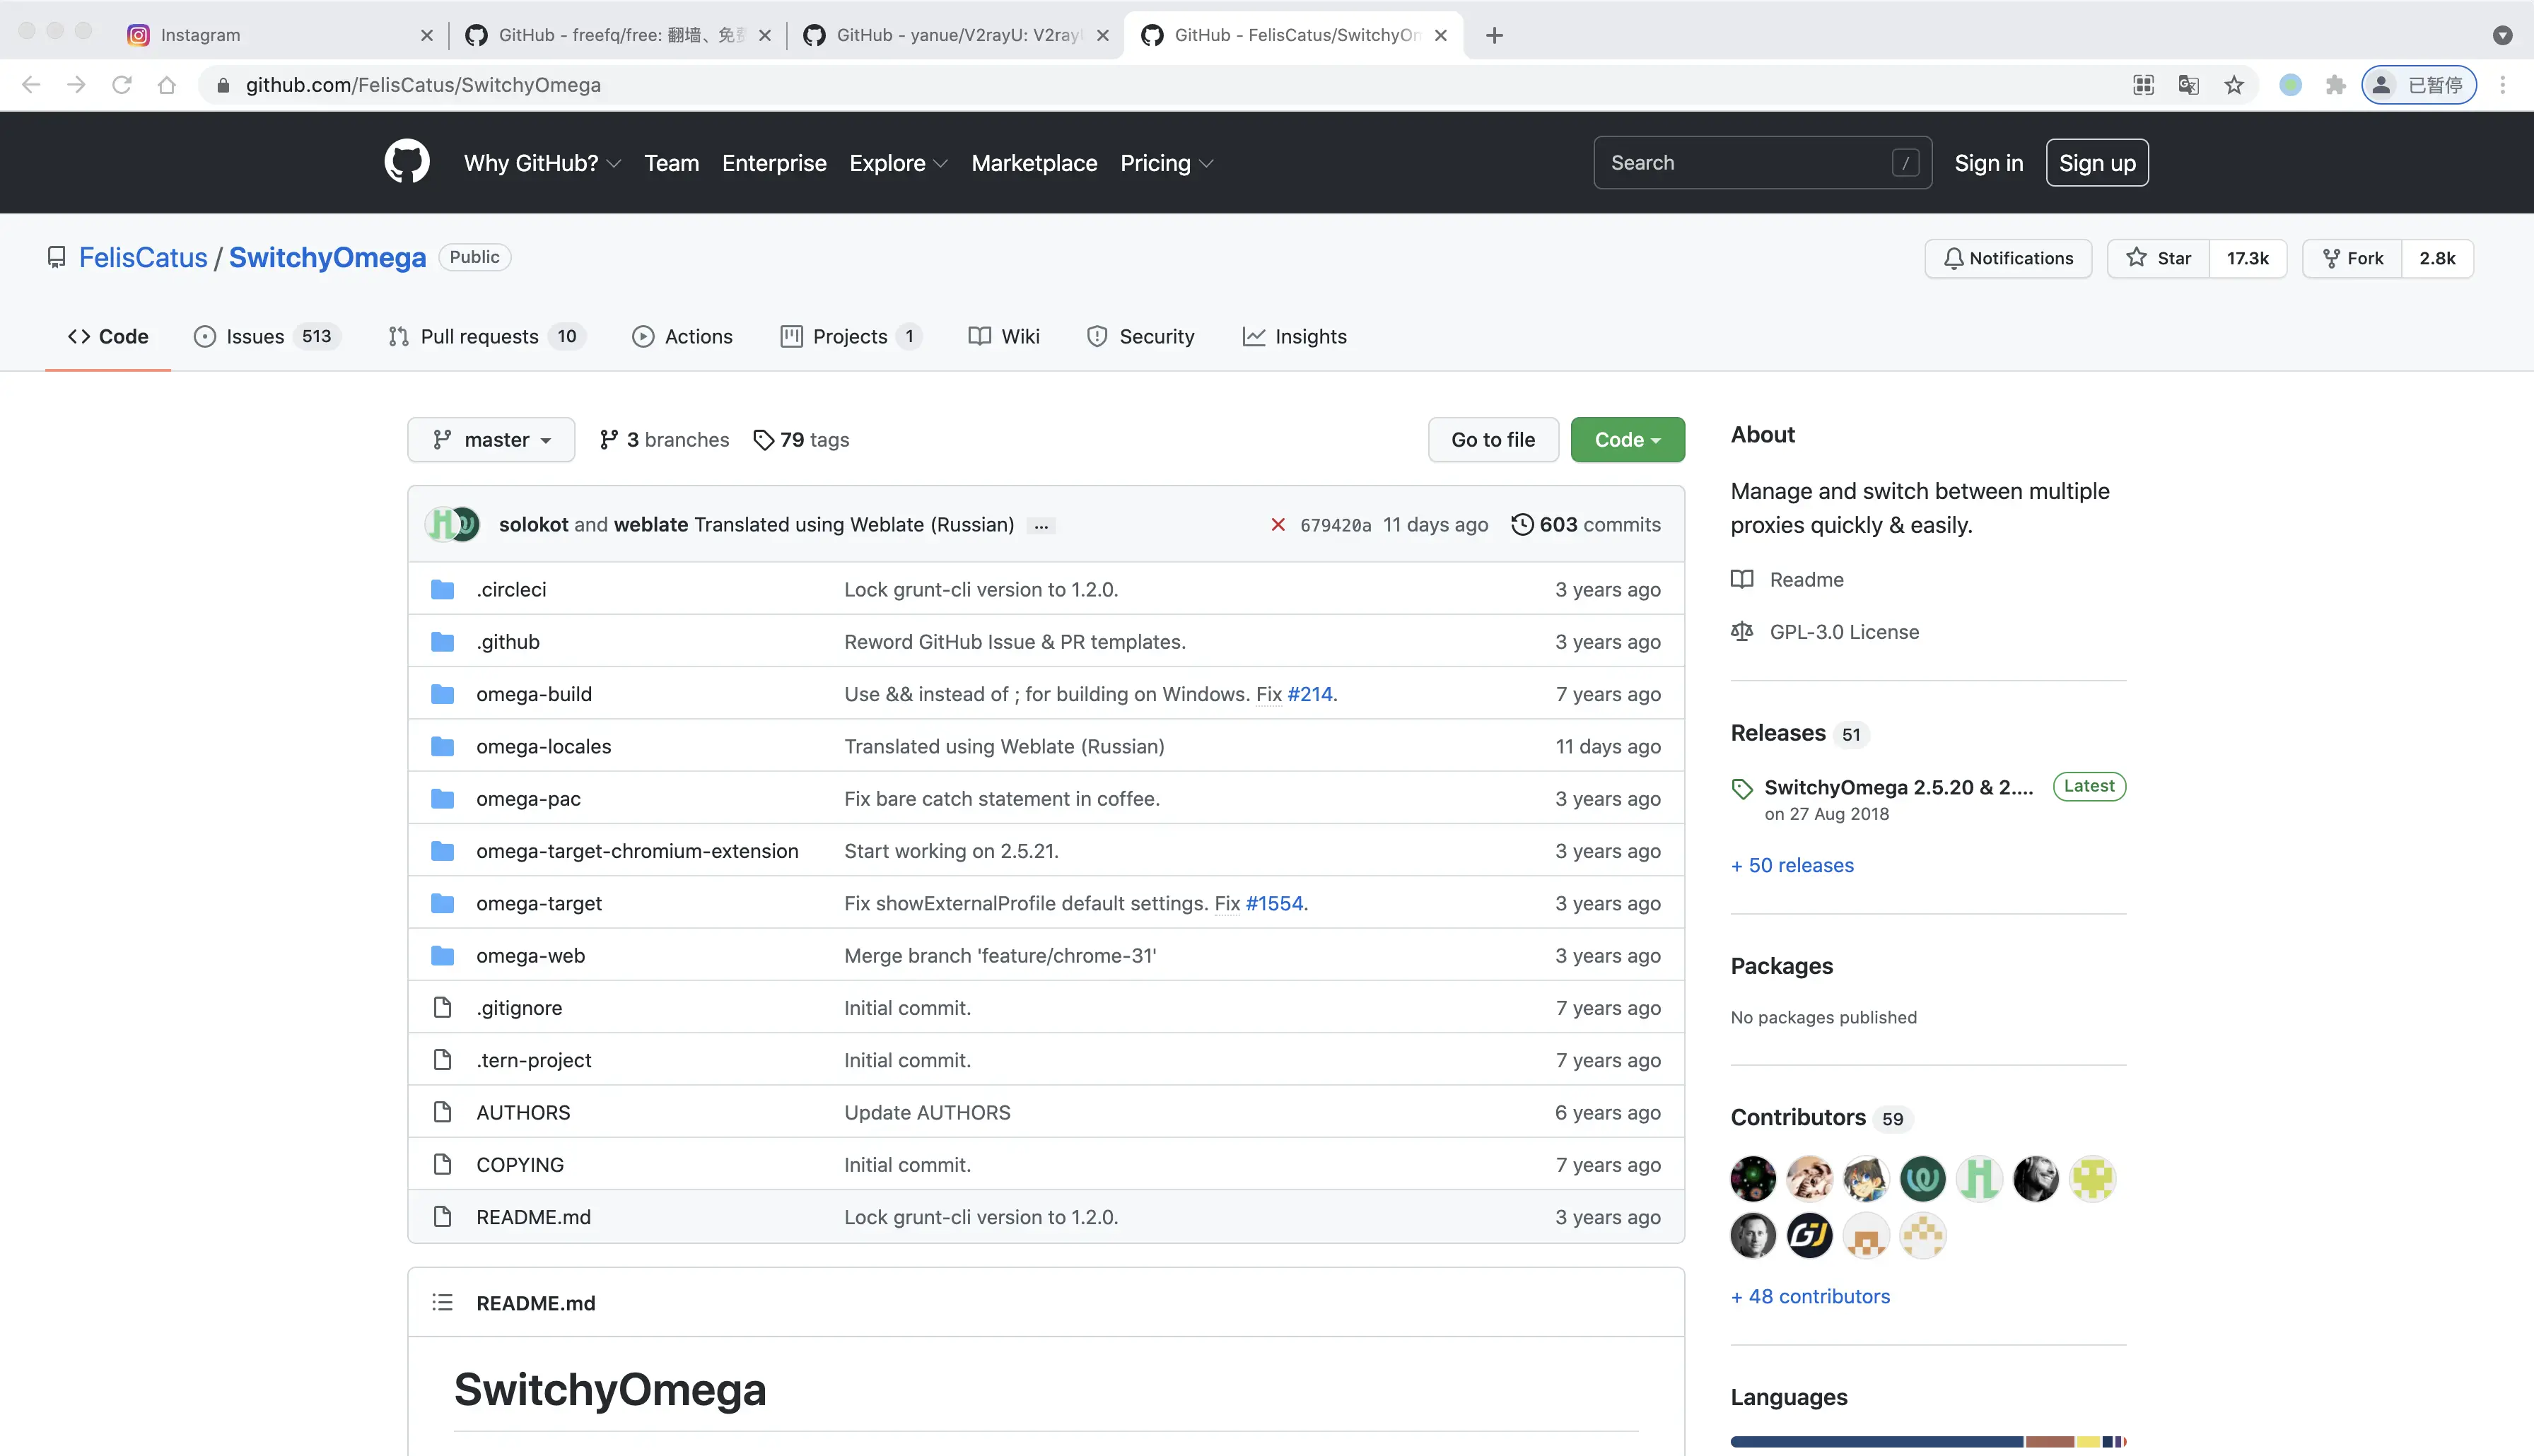 Instagram
GitHub - freefq/free: 翻墙、免费
GitHub - yanue/V2rayU: V2rayU
GitHub - FelisCatus/SwitchyOm
github.com/FelisCatus/SwitchyOmega
已暂停
Why GitHub? Team Enterprise Explore Marketplace Pricing
Search /
Sign in
Sign up
FelisCatus / SwitchyOmega Public
Notifications
Star 17.3k
Fork 2.8k
Code
Issues 513
Pull requests 10
Actions
Projects 1
Wiki
Security
Insights
master
3 branches
79 tags
Go to file
Code
solokot and weblate Translated using Weblate (Russian) ...
679420a 11 days ago 603 commits
.circleci Lock grunt-cli version to 1.2.0. 3 years ago
.github Reword GitHub Issue & PR templates. 3 years ago
omega-build Use && instead of ; for building on Windows. Fix #214. 7 years ago
omega-locales Translated using Weblate (Russian) 11 days ago
omega-pac Fix bare catch statement in coffee. 3 years ago
omega-target-chromium-extension Start working on 2.5.21. 3 years ago
omega-target Fix showExternalProfile default settings. Fix #1554. 3 years ago
omega-web Merge branch 'feature/chrome-31' 3 years ago
.gitignore Initial commit. 7 years ago
.tern-project Initial commit. 7 years ago
AUTHORS Update AUTHORS 6 years ago
COPYING Initial commit. 7 years ago
README.md Lock grunt-cli version to 1.2.0. 3 years ago
README.md
SwitchyOmega
About
Manage and switch between multiple
proxies quickly & easily.
Readme
GPL-3.0 License
Releases 51
SwitchyOmega 2.5.20 & 2.... Latest
on 27 Aug 2018
+ 50 releases
Packages
No packages published
Contributors 59
+ 48 contributors
Languages